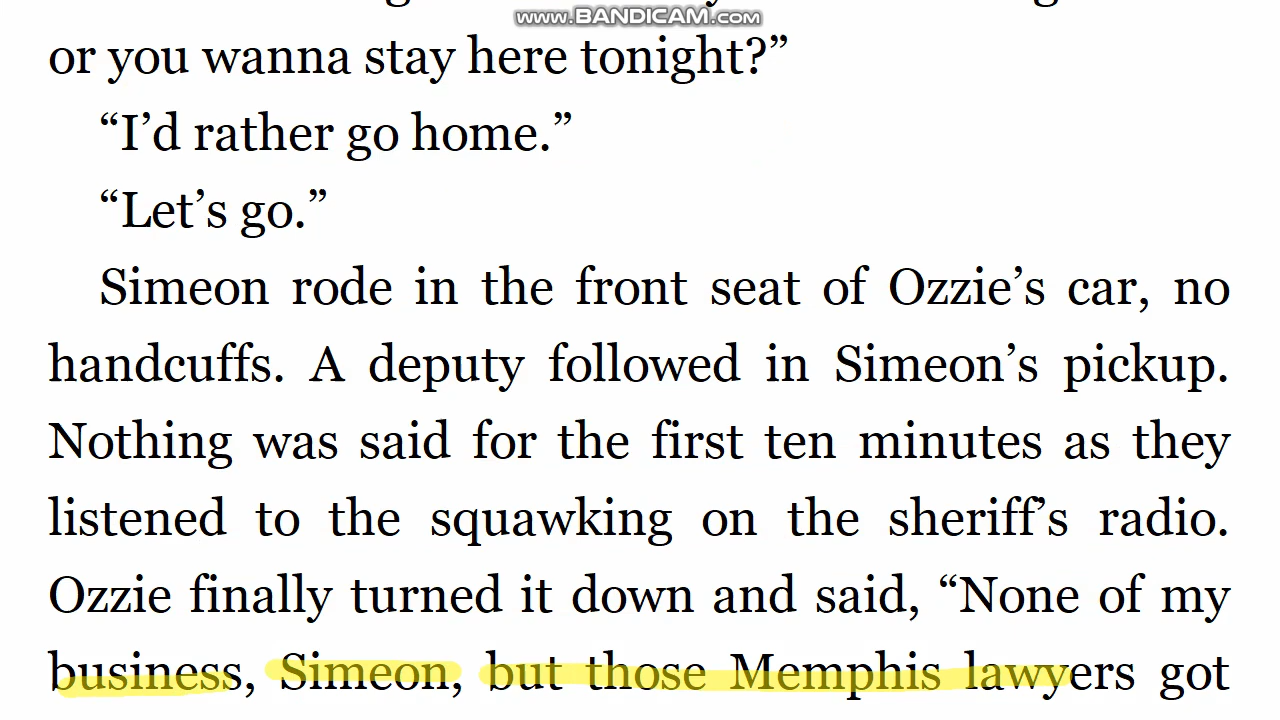 www.BANDICAM.com
or you wanna stay here tonight?”
“I’d rather go home.”
“Let’s go.”
Simeon rode in the front seat of Ozzie’s car, no
handcuffs. A deputy followed in Simeon’s pickup.
Nothing was said for the first ten minutes as they
listened to the squawking on the sheriff’s radio.
Ozzie finally turned it down and said, “None of my
business, Simeon, but those Memphis lawyers got